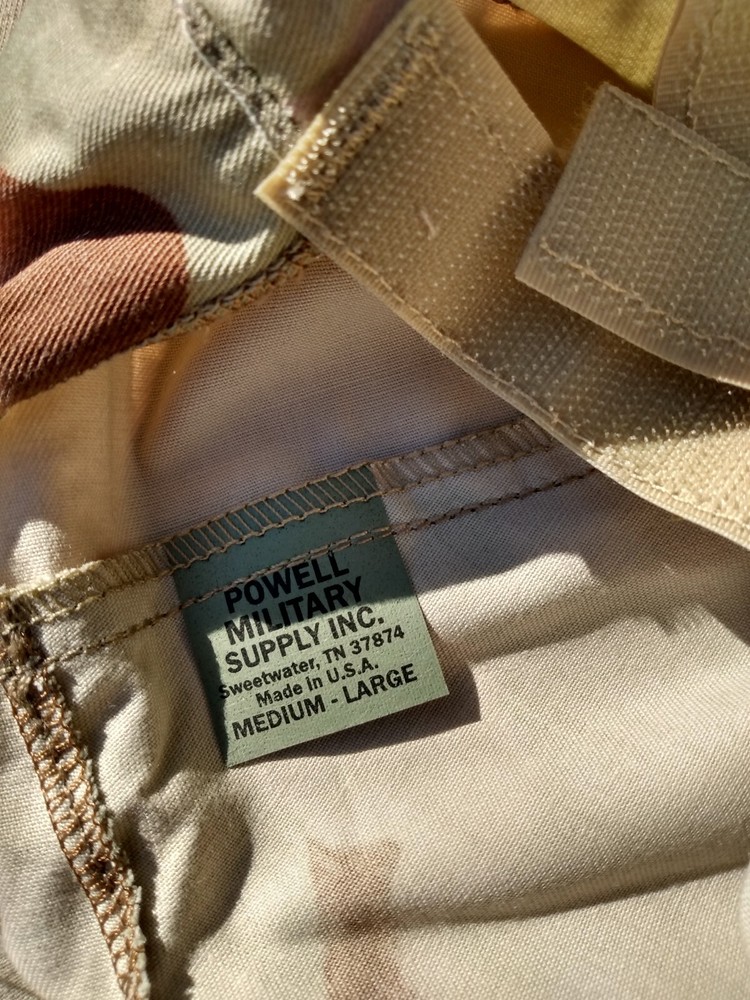 POWELL
MILITARY
SUPPLY INC.
Sweetwater, TN 37874
Made in U.S.A.
MEDIUM - LARGE